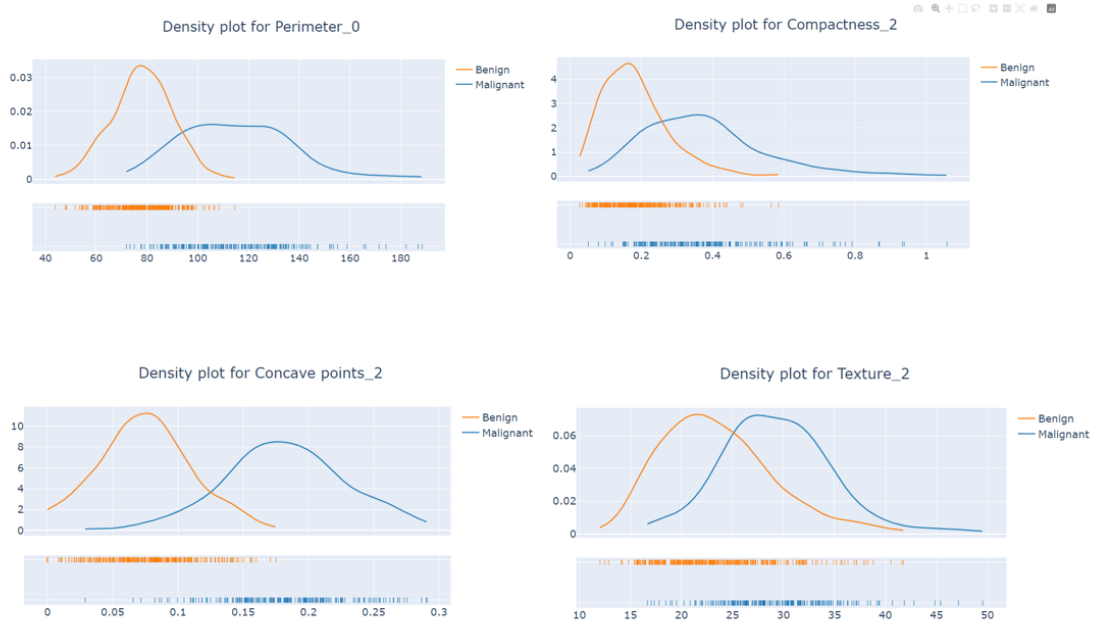 Density plot for Perimeter_0
Benign
Malignant
0.03
0.02
0.01
0
40 60 80 100 120 140 160 180
Density plot for Compactness_2
Benign
Malignant
4
3
2
1
0
0 0.2 0.4 0.6 0.8 1
Density plot for Concave points_2
Benign
Malignant
10
8
6
4
2
0
0 0.05 0.1 0.15 0.2 0.25 0.3
Density plot for Texture_2
Benign
Malignant
0.06
0.04
0.02
0
10 15 20 25 30 35 40 45 50